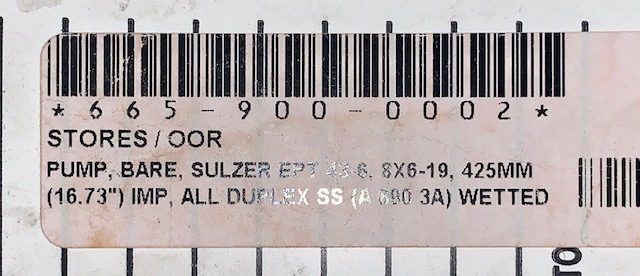 *665-900-0002*
STORES / OOR
PUMP, BARE, SULZER EPT 43-6, 8X6-19, 425MM
(16.73") IMP, ALL DUPLEX SS (A 890 3A) WETTED
TO